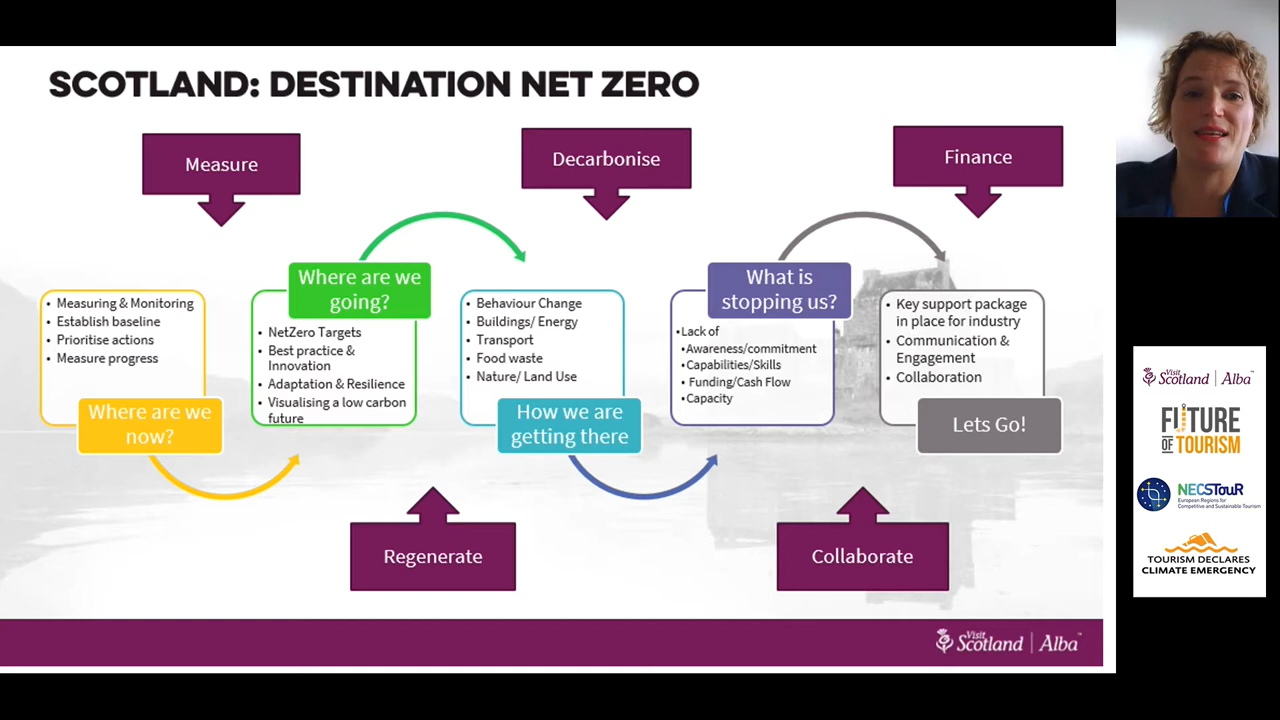 SCOTLAND: DESTINATION NET ZERO
Measure
Decarbonise
Finance
• Measuring & Monitoring
• Establish baseline
• Prioritise actions
• Measure progress
Where are we
now?
Where are we
going?
• NetZero Targets
• Best practice &
Innovation
• Adaptation & Resilience
• Visualising a low carbon
future
• Behaviour Change
• Buildings/ Energy
• Transport
• Food waste
• Nature/ Land Use
How we are
getting there
What is
stopping us?
•Lack of
•Awareness/commitment
•Capabilities/Skills
• Funding/Cash Flow
•Capacity
• Key support package
in place for industry
• Communication &
Engagement
• Collaboration
Lets Go!
Regenerate
Collaborate
Visit
Scotland | Alba™
Visit
Scotland | Alba™
FUTURE
OF TOURISM
NECSTouR
European Regions for
Competitive and Sustainable Tourism
TOURISM DECLARES
CLIMATE EMERGENCY